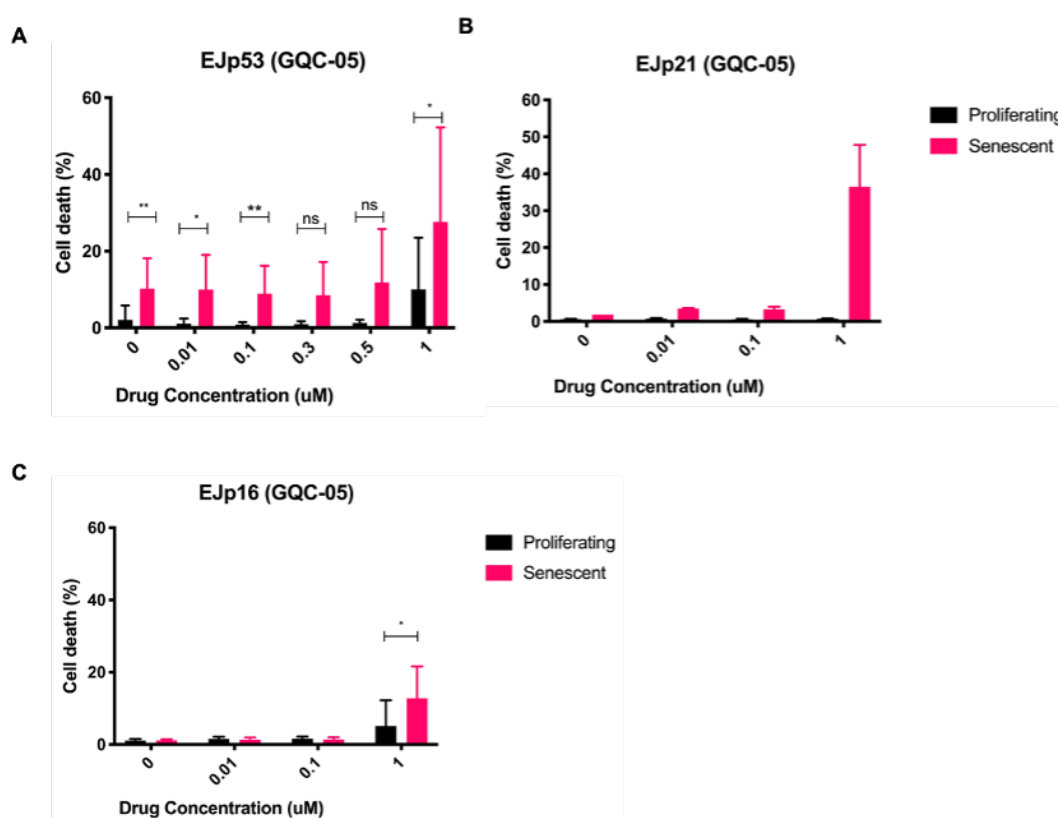 A
EJp53 (GQC-05)
Cell death (%)
60
40
20
0
** * ** ns ns *
0 0.01 0.1 0.3 0.5 1
Drug Concentration (uM)
B
EJp21 (GQC-05)
Cell death (%)
60
50
40
30
20
10
0
0 0.01 0.1 1
Drug Concentration (uM)
Proliferating
Senescent
C
EJp16 (GQC-05)
Cell death (%)
60
40
20
0
*
0 0.01 0.1 1
Drug Concentration (uM)
Proliferating
Senescent